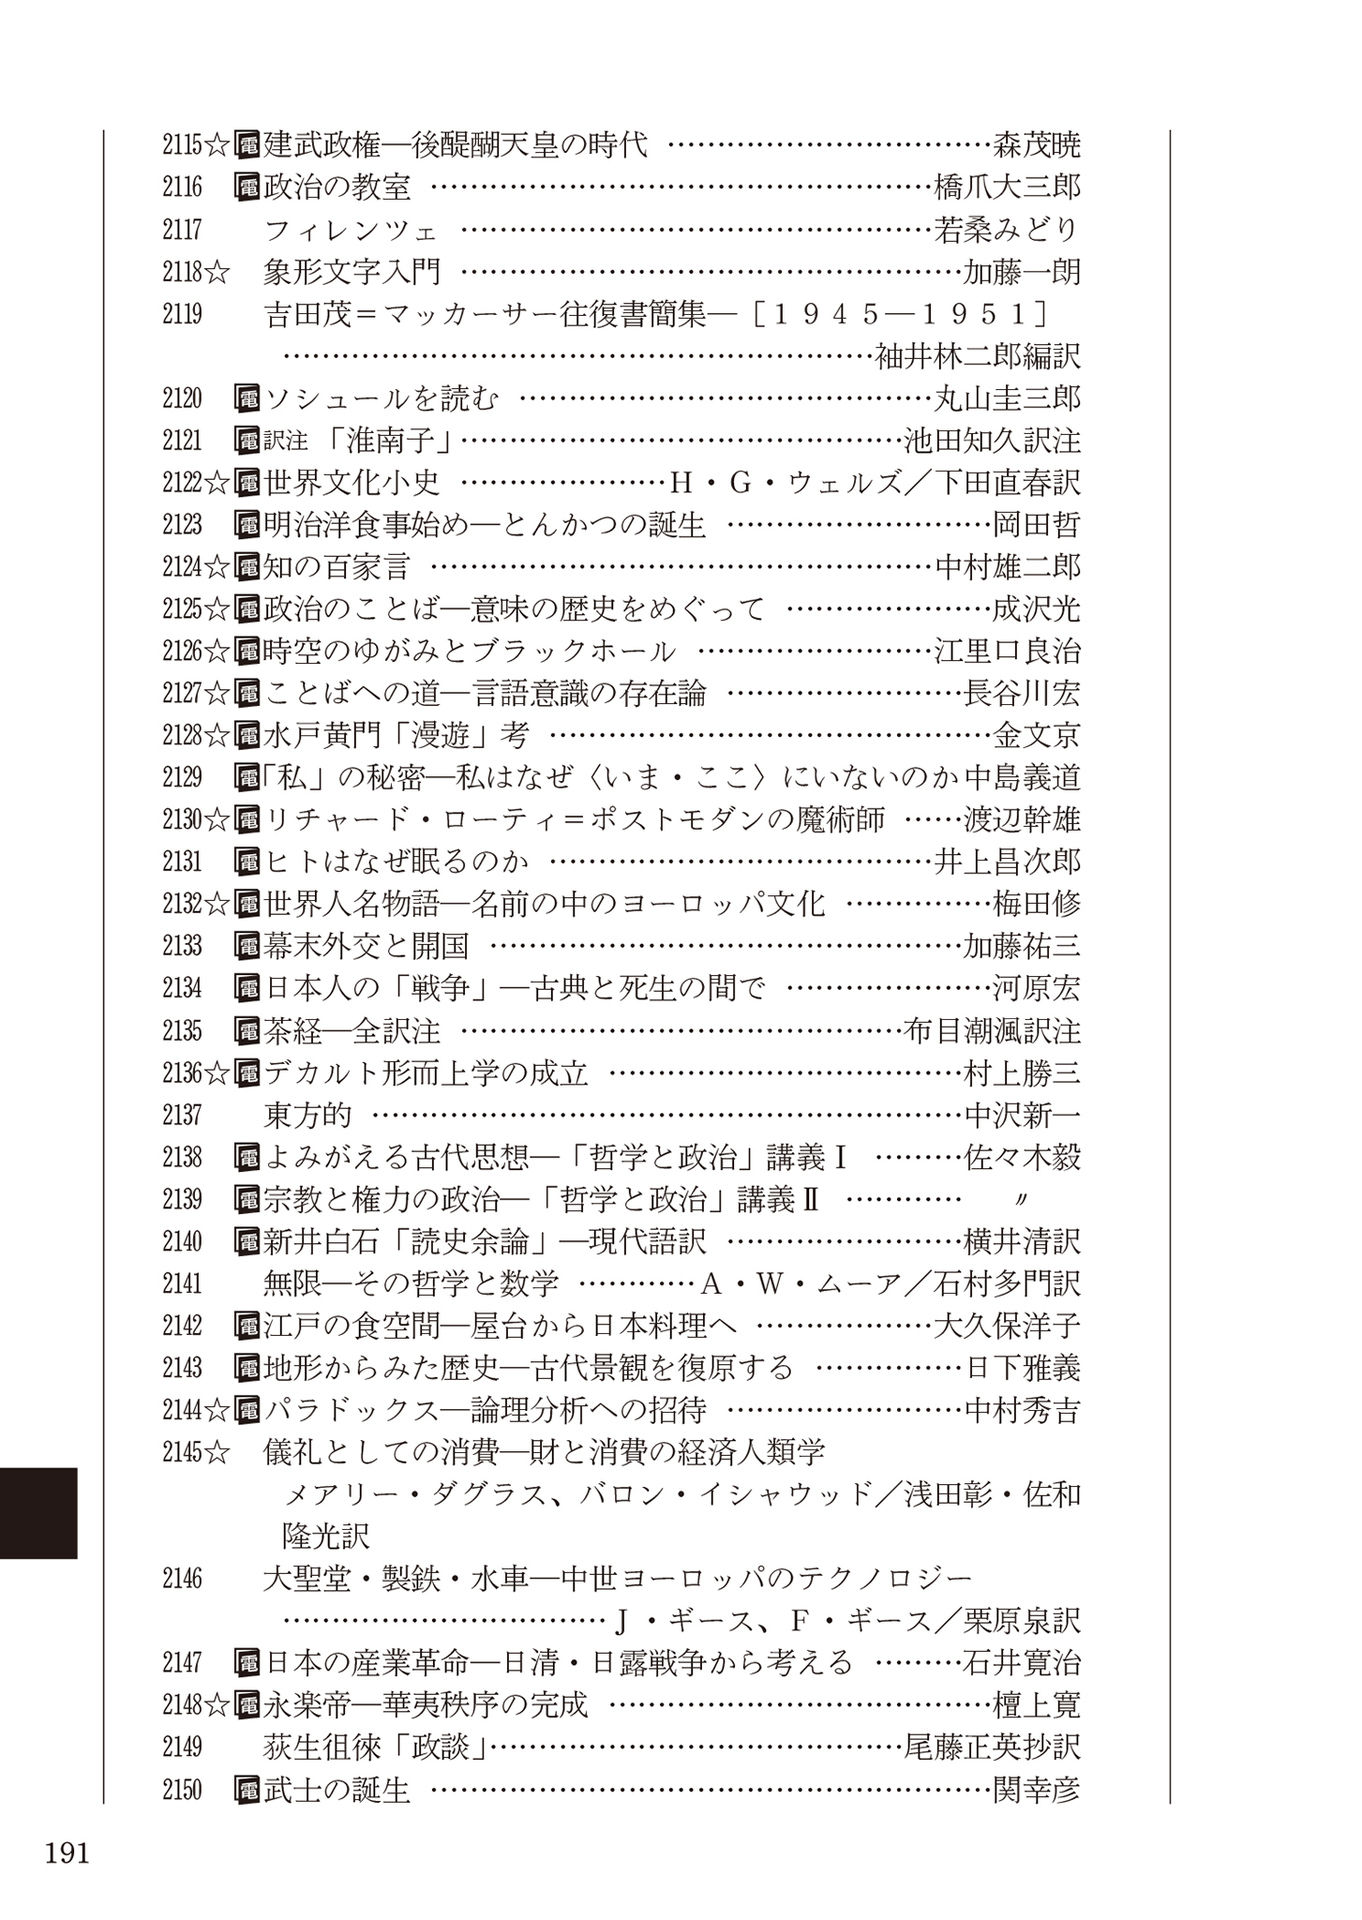 2115☆電建武政権―後醍醐天皇の時代 ……………………………森茂暁
2116 電政治の教室 ……………………………………………橋爪大三郎
2117 フィレンツェ …………………………………………若桑みどり
2118☆ 象形文字入門 ……………………………………………加藤一朗
2119 吉田茂＝マッカーサー往復書簡集―［１９４５―１９５１］
……………………………………………………袖井林二郎編訳
2120 電ソシュールを読む ……………………………………丸山圭三郎
2121 電訳注「淮南子」………………………………………池田知久訳注
2122☆電世界文化小史 …………………Ｈ・Ｇ・ウェルズ／下田直春訳
2123 電明治洋食事始め―とんかつの誕生 ………………………岡田哲
2124☆電知の百家言 ……………………………………………中村雄二郎
2125☆電政治のことば―意味の歴史をめぐって …………………成沢光
2126☆電時空のゆがみとブラックホール ……………………江里口良治
2127☆電ことばへの道―言語意識の存在論 ……………………長谷川宏
2128☆電水戸黄門「漫遊」考 ………………………………………金文京
2129 電「私」の秘密―私はなぜ〈いま・ここ〉にいないのか 中島義道
2130☆電リチャード・ローティ＝ポストモダンの魔術師 ……渡辺幹雄
2131 電ヒトはなぜ眠るのか …………………………………井上昌次郎
2132☆電世界人名物語―名前の中のヨーロッパ文化 ……………梅田修
2133 電幕末外交と開国 …………………………………………加藤祐三
2134 電日本人の「戦争」―古典と死生の間で …………………河原宏
2135 電茶経―全訳注 ………………………………………布目潮渢訳注
2136☆電デカルト形而上学の成立 ………………………………村上勝三
2137 東方的 ……………………………………………………中沢新一
2138 電よみがえる古代思想―「哲学と政治」講義Ⅰ ………佐々木毅
2139 電宗教と権力の政治―「哲学と政治」講義Ⅱ ………… 〃
2140 電新井白石「読史余論」―現代語訳 ……………………横井清訳
2141 無限―その哲学と数学 …………Ａ・Ｗ・ムーア／石村多門訳
2142 電江戸の食空間―屋台から日本料理へ ………………大久保洋子
2143 電地形からみた歴史―古代景観を復原する ……………日下雅義
2144☆電パラドックス―論理分析への招待 ……………………中村秀吉
2145☆ 儀礼としての消費―財と消費の経済人類学
メアリー・ダグラス、バロン・イシャウッド／浅田彰・佐和
隆光訳
2146 大聖堂・製鉄・水車―中世ヨーロッパのテクノロジー
……………………………Ｊ・ギース、Ｆ・ギース／栗原泉訳
2147 電日本の産業革命―日清・日露戦争から考える ………石井寛治
2148☆電永楽帝―華夷秩序の完成 …………………………………檀上寛
2149 荻生徂徠「政談」……………………………………尾藤正英抄訳
2150 電武士の誕生 …………………………………………………関幸彦
191